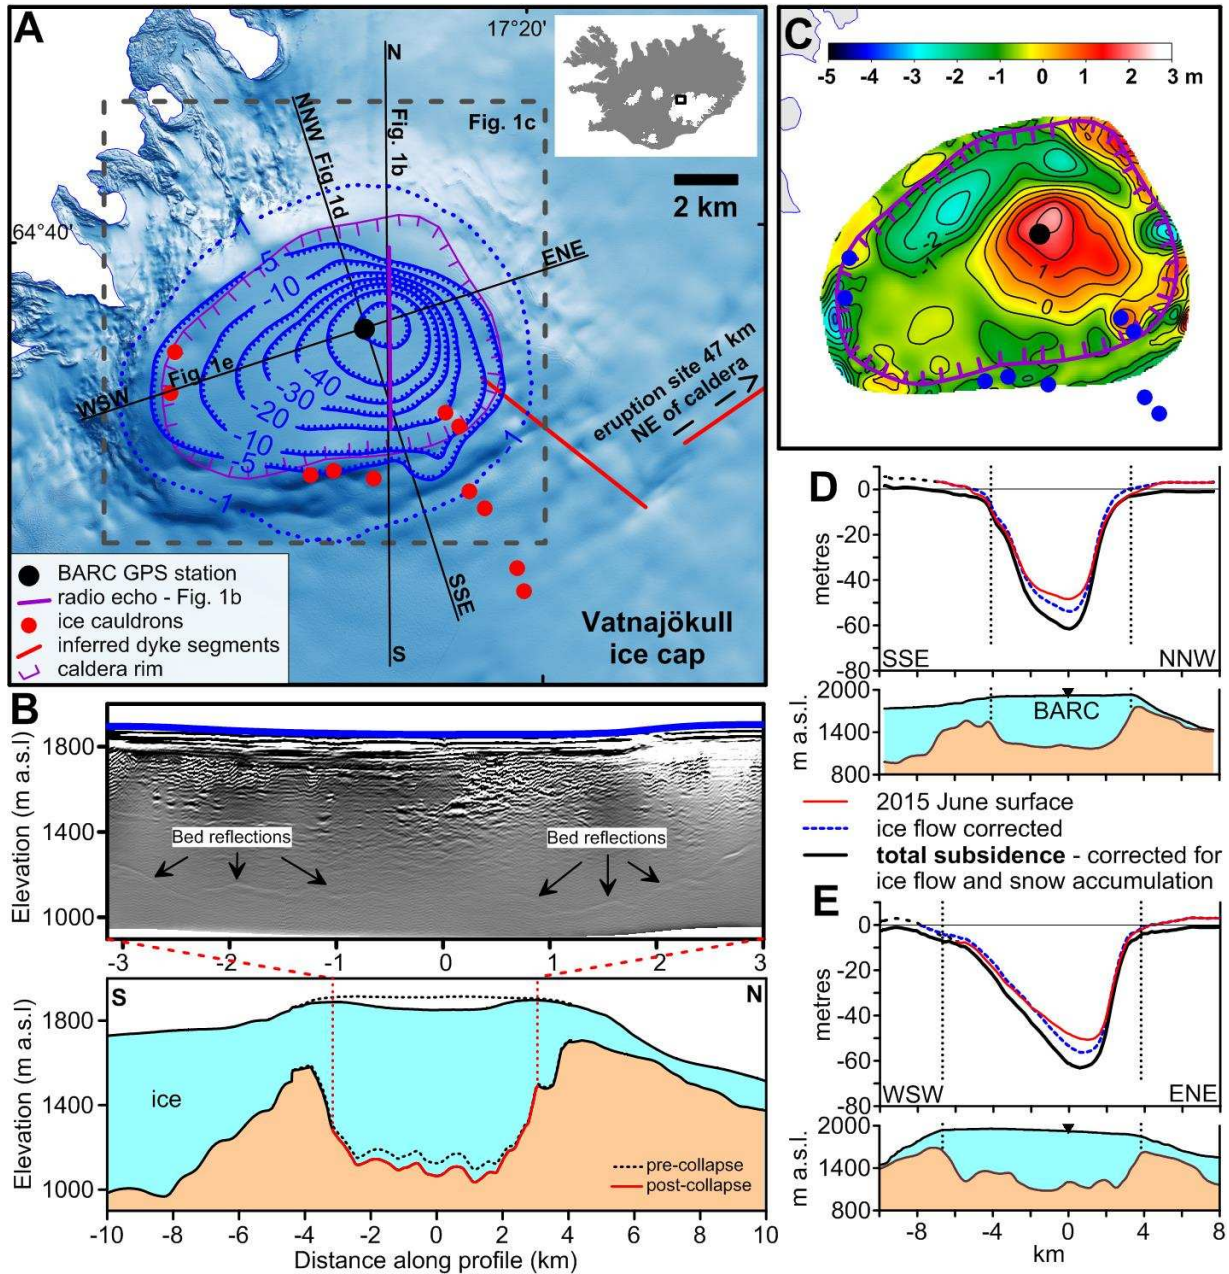 A
17°20'
64°40'
N
NNW
Fig. 1d
Fig. 1b
Fig. 1c
2 km
ENE
-1
-5
-10
Fig. 1e
WSW
-40
-30
-20
-10
-5
-1
1
eruption site 47 km
NE of caldera
SSE
S
Vatnajökull
ice cap
BARC GPS station
radio echo - Fig. 1b
ice cauldrons
inferred dyke segments
caldera rim
C
-5 -4 -3 -2 -1 0 1 2 3 m
-2
-1
1
0
B
Elevation (m a.s.l)
1800
1400
1000
Bed reflections
Bed reflections
-3 -2 -1 0 1 2 3
S
N
Elevation (m a.s.l)
1800
1400
1000
ice
pre-collapse
post-collapse
-10 -8 -6 -4 -2 0 2 4 6 8 10
Distance along profile (km)
D
metres
0
-20
-40
-60
-80
SSE
NNW
m a.s.l.
2000
1400
800
BARC
2015 June surface
ice flow corrected
total subsidence - corrected for
ice flow and snow accumulation
E
metres
0
-20
-40
-60
-80
WSW
ENE
m a.s.l.
2000
1400
800
-8 -4 0 4 8
km